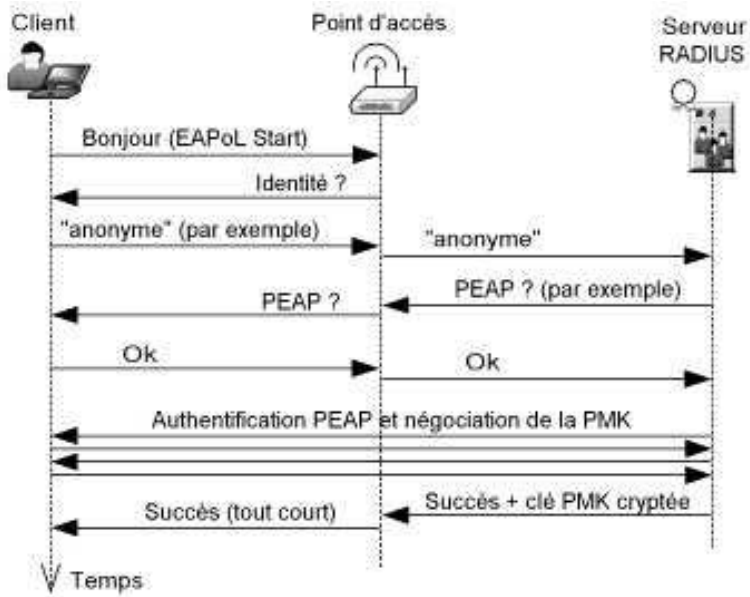 Client
Point d'accès
Serveur
RADIUS
Bonjour (EAPoL Start)
Identité ?
"anonyme" (par exemple)
"anonyme"
PEAP ? (par exemple)
PEAP ?
Ok
Ok
Authentification PEAP et négociation de la PMK
Succès + clé PMK cryptée
Succès (tout court)
Temps